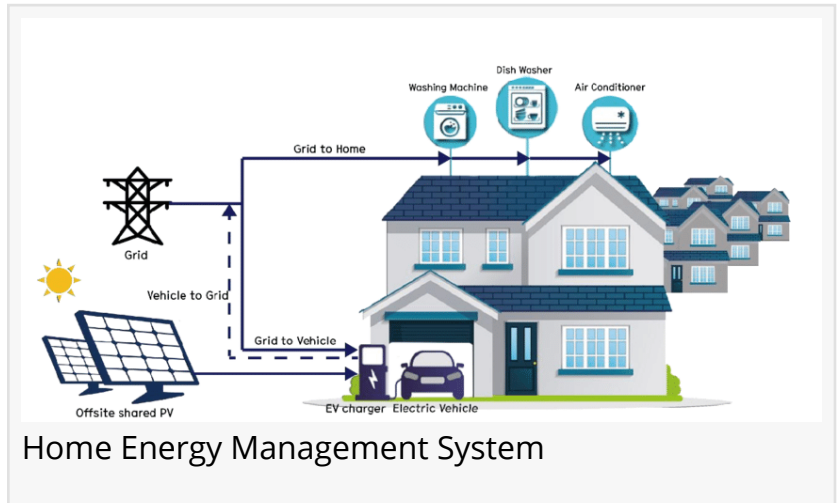 Dish Washer
Washing Machine
Air Conditioner
Grid to Home
Grid
Vehicle to Grid
Grid to Vehicle
Offsite shared PV
EV charger
Electric Vehicle
Home Energy Management System